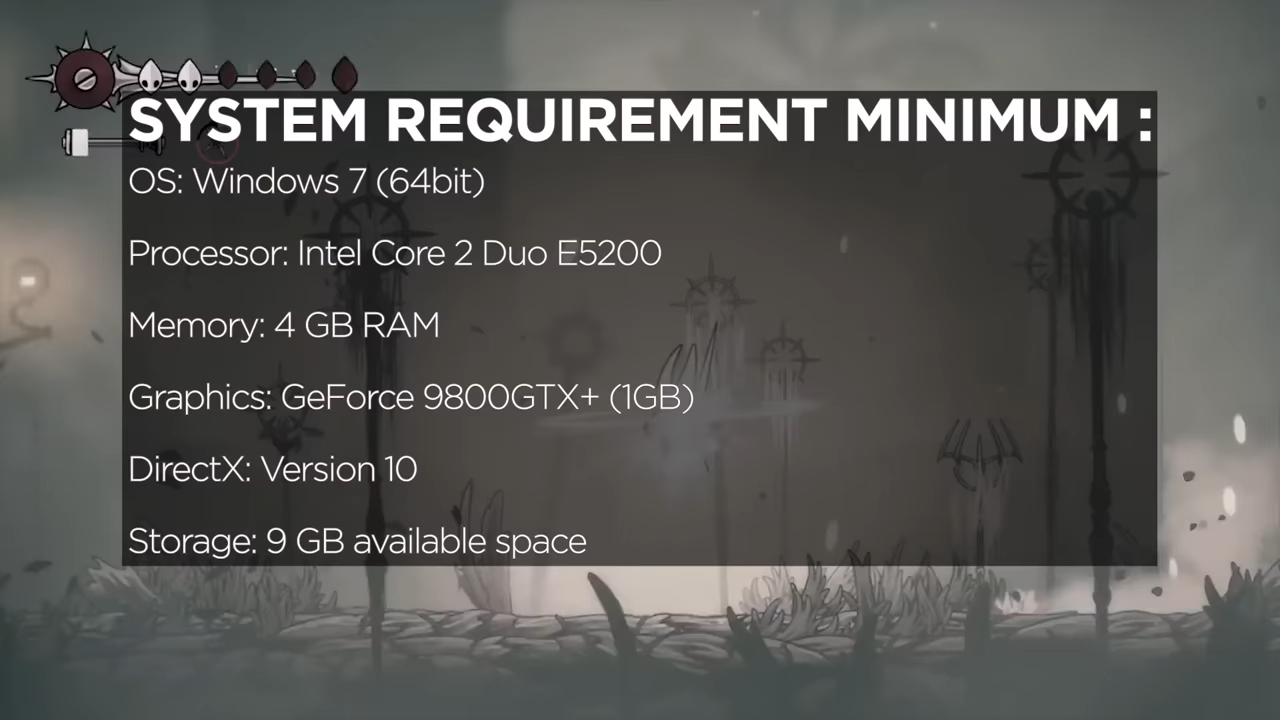 SYSTEM REQUIREMENT MINIMUM :
OS: Windows 7 (64bit)
Processor: Intel Core 2 Duo E5200
Memory: 4 GB RAM
Graphics: GeForce 9800GTX+ (1GB)
DirectX: Version 10
Storage: 9 GB available space